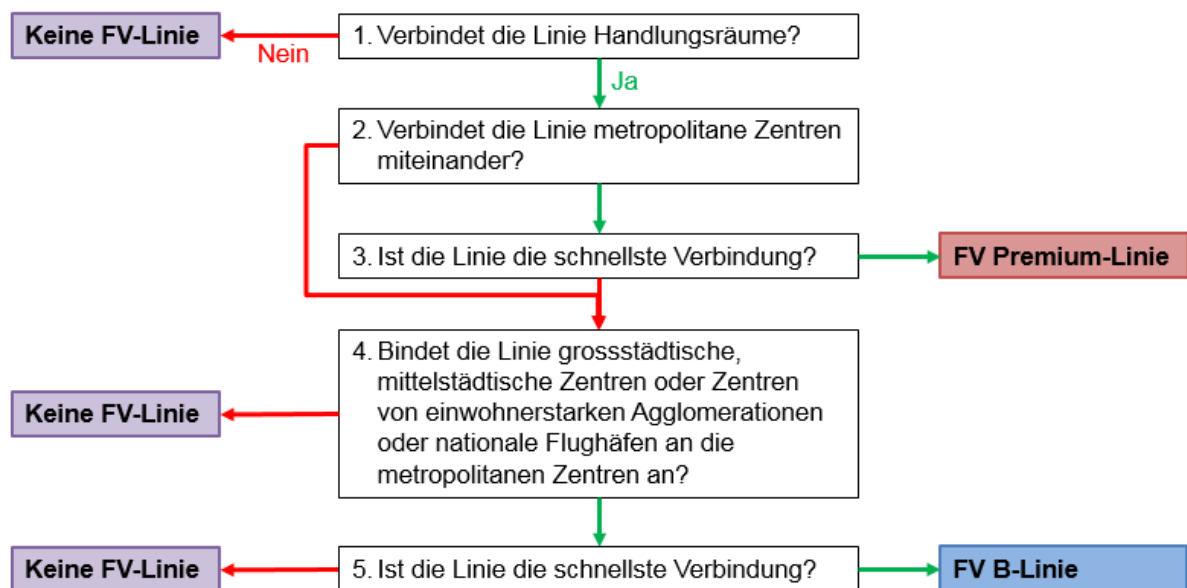 Keine FV-Linie
1. Verbindet die Linie Handlungsräume?
Nein
Ja
2. Verbindet die Linie metropolitane Zentren
miteinander?
3. Ist die Linie die schnellste Verbindung?
FV Premium-Linie
4. Bindet die Linie grossstädtische,
mittelstädtische Zentren oder Zentren
von einwohnerstarken Agglomerationen
oder nationale Flughäfen an die
metropolitanen Zentren an?
Keine FV-Linie
Keine FV-Linie
5. Ist die Linie die schnellste Verbindung?
FV B-Linie